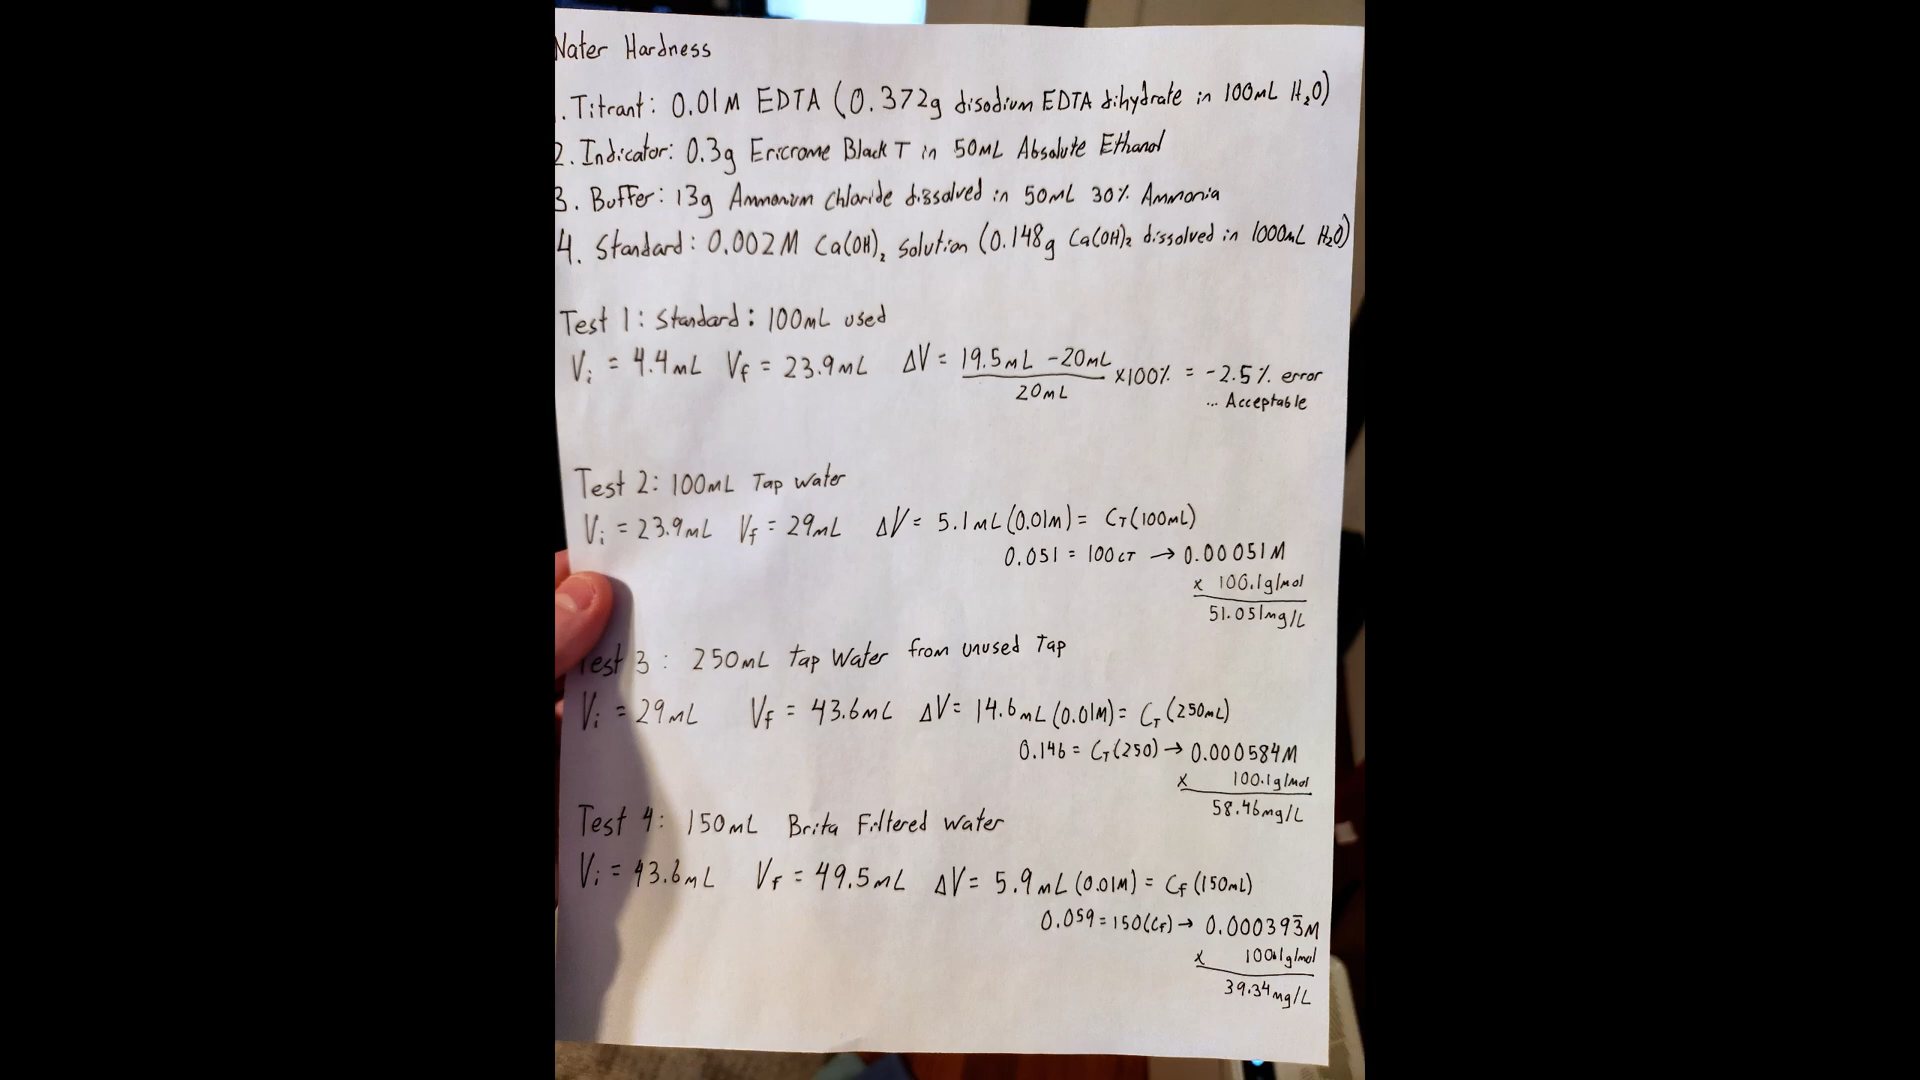 Water Hardness
1. Titrant: 0.01M EDTA (0.372g disodium EDTA dihydrate in 100mL H₂O)
2. Indicator: 0.3g Ericrome Black T in 50mL Absolute Ethanol
3. Buffer: 13g Ammonium Chloride dissolved in 50mL 30% Ammonia
4. Standard: 0.002M Ca(OH)₂ solution (0.148g Ca(OH)₂ dissolved in 1000mL H₂O)
Test 1: Standard: 100mL used
Vi = 4.4mL Vf = 23.9mL ΔV = 19.5mL - 20mL
20mL
x100% = -2.5% error
... Acceptable
Test 2: 100mL Tap water
Vi = 23.9mL Vf = 29mL ΔV = 5.1mL(0.01M) = CT(100mL)
0.051 = 100CT → 0.00051M
x 100.1g/mol
51.051mg/L
Test 3: 250mL tap Water from unused Tap
Vi = 29mL Vf = 43.6mL ΔV = 14.6mL(0.01M) = CT(250mL)
0.146 = CT(250) → 0.000584M
x 100.1g/mol
58.46mg/L
Test 4: 150mL Brita Filtered water
Vi = 43.6mL Vf = 49.5mL ΔV = 5.9mL(0.01M) = Cf(150mL)
0.059 = 150(Cf) → 0.0003933̅M
x 100.1g/mol
39.34mg/L